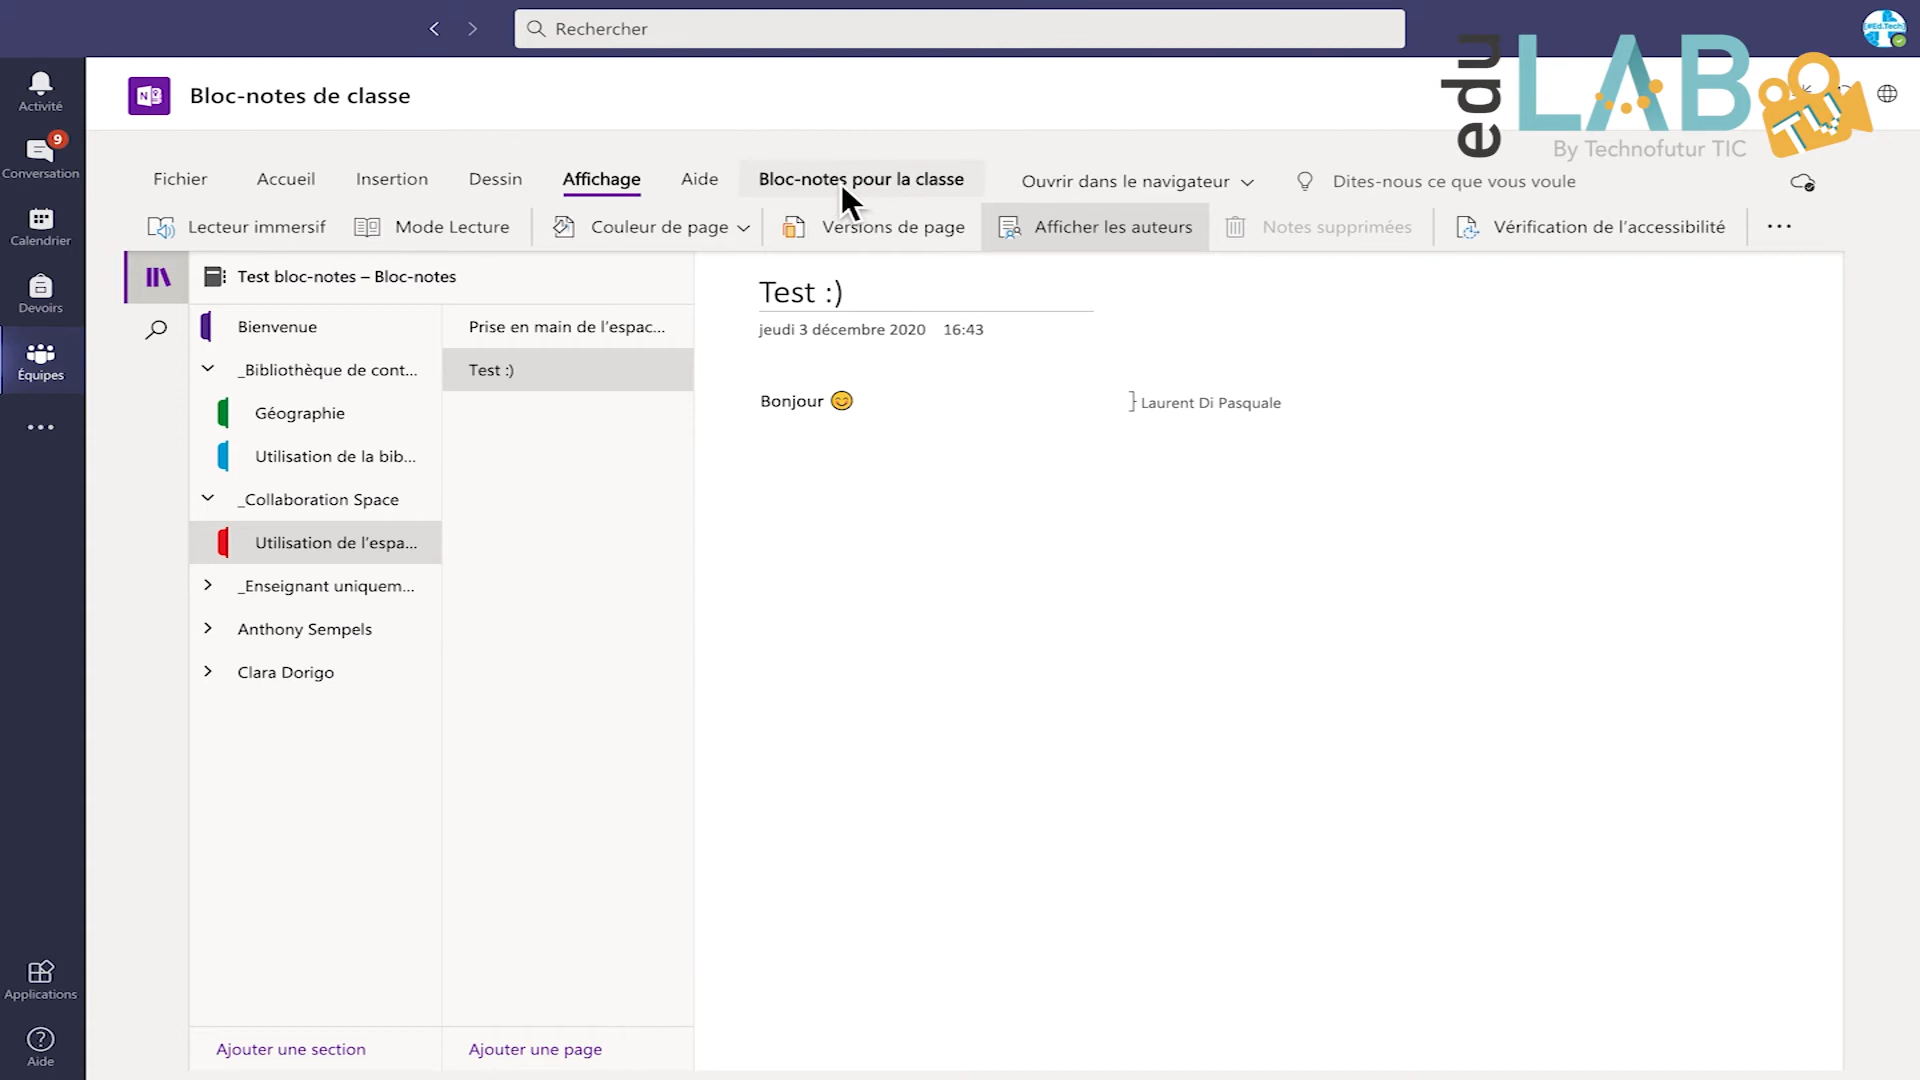 Rechercher
[#Ed.Tech]
edu LAB
By Technofutur TIC
TU
Activité
9
Conversation
Calendrier
Devoirs
Équipes
Applications
Aide
N
Bloc-notes de classe
Fichier
Accueil
Insertion
Dessin
Affichage
Aide
Bloc-notes pour la classe
Ouvrir dans le navigateur
Dites-nous ce que vous voule
Lecteur immersif
Mode Lecture
Couleur de page
Versions de page
Afficher les auteurs
Notes supprimées
Vérification de l'accessibilité
Test bloc-notes – Bloc-notes
Bienvenue
_Bibliothèque de cont...
Géographie
Utilisation de la bib...
_Collaboration Space
Utilisation de l'espa...
_Enseignant uniquem...
Anthony Sempels
Clara Dorigo
Ajouter une section
Prise en main de l'espac...
Test :)
Ajouter une page
Test :)
jeudi 3 décembre 2020 16:43
Bonjour 😊
Laurent Di Pasquale